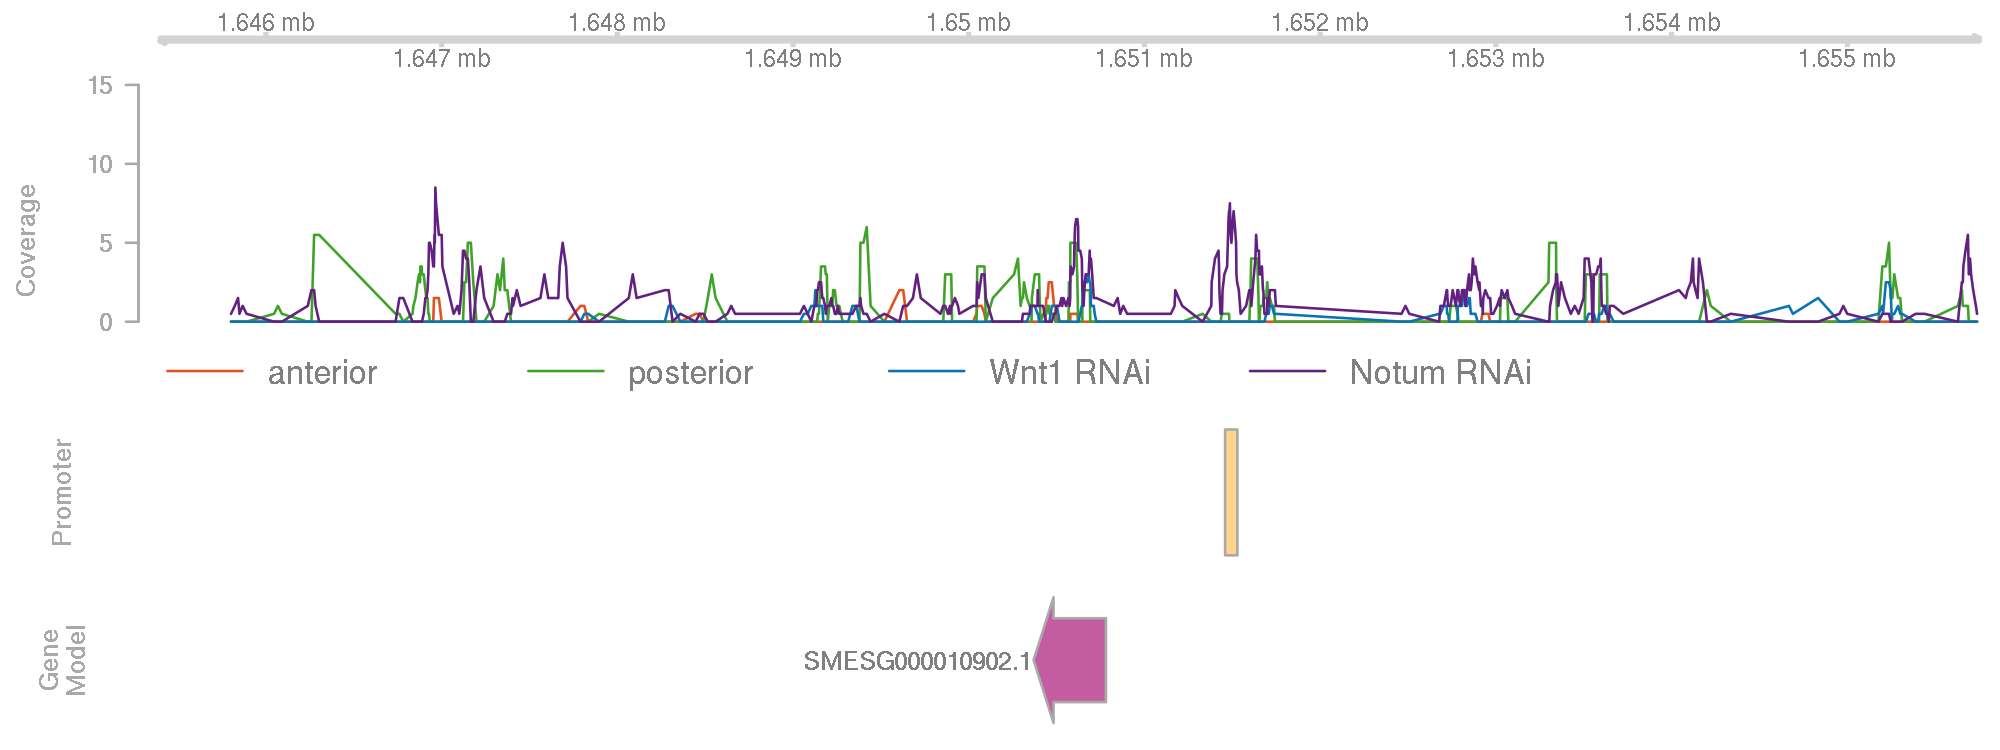 1.646 mb 1.648 mb 1.65 mb 1.652 mb 1.654 mb
1.647 mb 1.649 mb 1.651 mb 1.653 mb 1.655 mb
15
10
5
0
Coverage
anterior posterior Wnt1 RNAi Notum RNAi
Promoter
Gene
Model
SMESG000010902.1